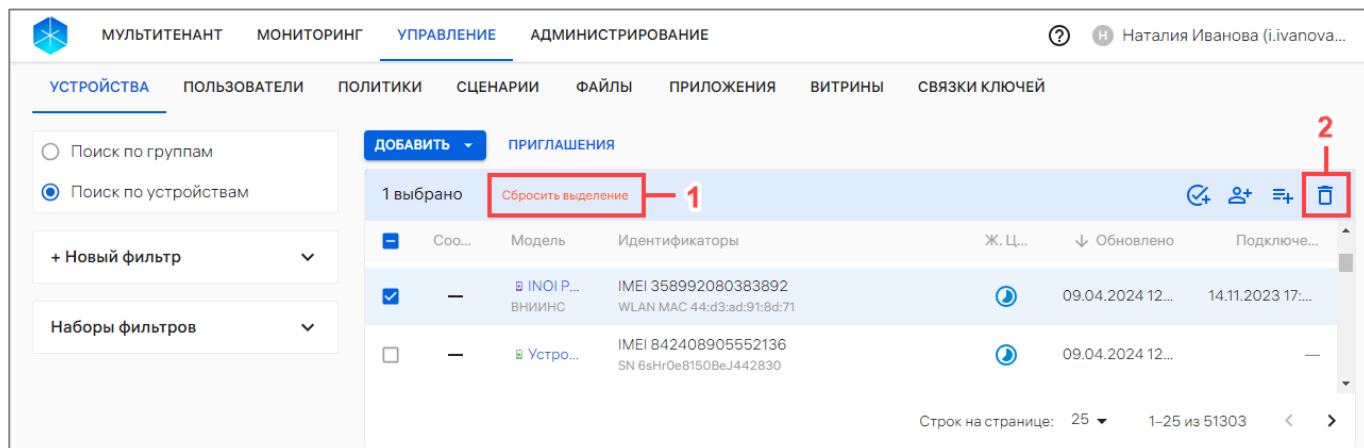 МУЛЬТИТЕНАНТ МОНИТОРИНГ УПРАВЛЕНИЕ АДМИНИСТРИРОВАНИЕ Н Наталия Иванова (i.ivanova...
УСТРОЙСТВА ПОЛЬЗОВАТЕЛИ ПОЛИТИКИ СЦЕНАРИИ ФАЙЛЫ ПРИЛОЖЕНИЯ ВИТРИНЫ СВЯЗКИ КЛЮЧЕЙ
Поиск по группам
Поиск по устройствам
+ Новый фильтр
Наборы фильтров
ДОБАВИТЬ ПРИГЛАШЕНИЯ
2
1 выбрано Сбросить выделение 1
Соо... Модель Идентификаторы Ж. Ц... Обновлено Подключе...
INOI P... IMEI 358992080383892 09.04.2024 12... 14.11.2023 17:...
ВНИИНС WLAN MAC 44:d3:ad:91:8d:71
Устро... IMEI 842408905552136 09.04.2024 12... —
SN 6sHr0e8150BeJ442830
Строк на странице: 25 1–25 из 51303